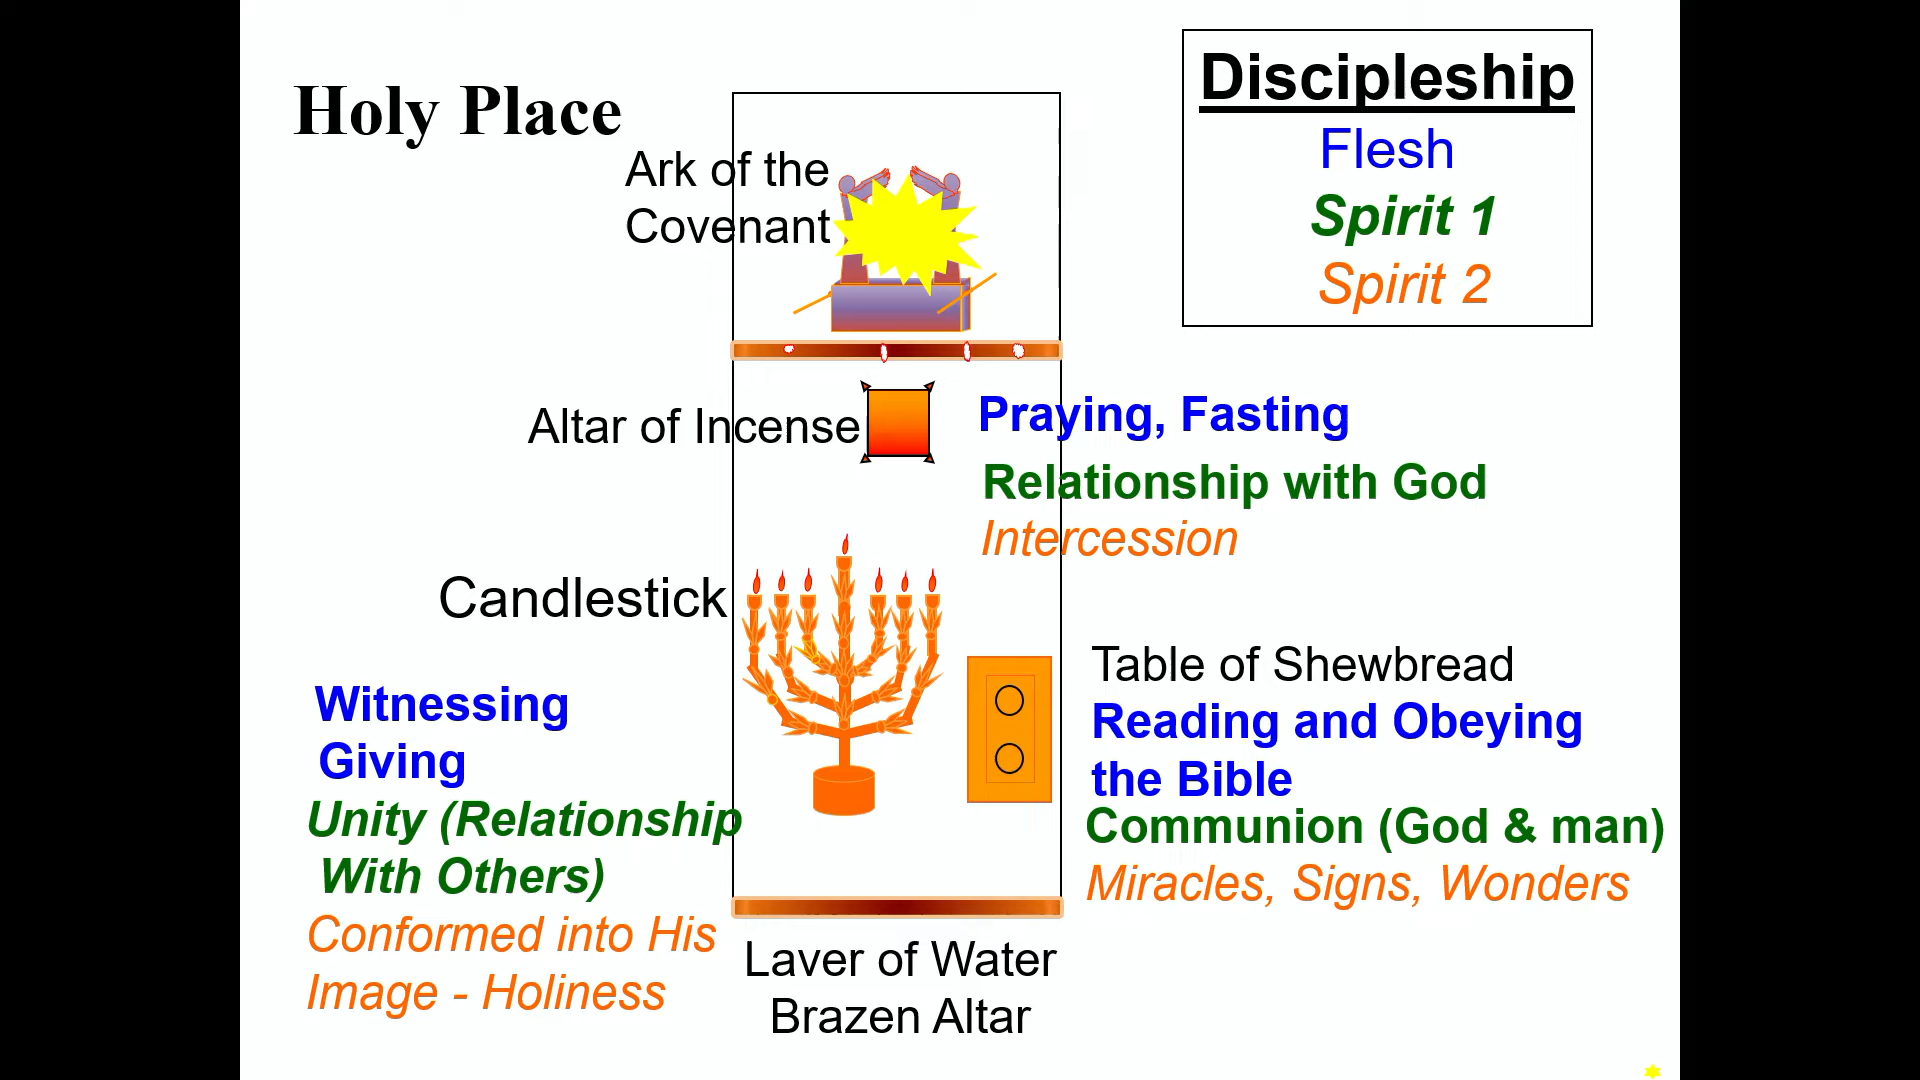 Holy Place
Discipleship
Flesh
Spirit 1
Spirit 2
Ark of the
Covenant
Altar of Incense
Praying, Fasting
Relationship with God
Intercession
Candlestick
Witnessing
Giving
Unity (Relationship
With Others)
Conformed into His
Image - Holiness
Table of Shewbread
Reading and Obeying
the Bible
Communion (God & man)
Miracles, Signs, Wonders
Laver of Water
Brazen Altar